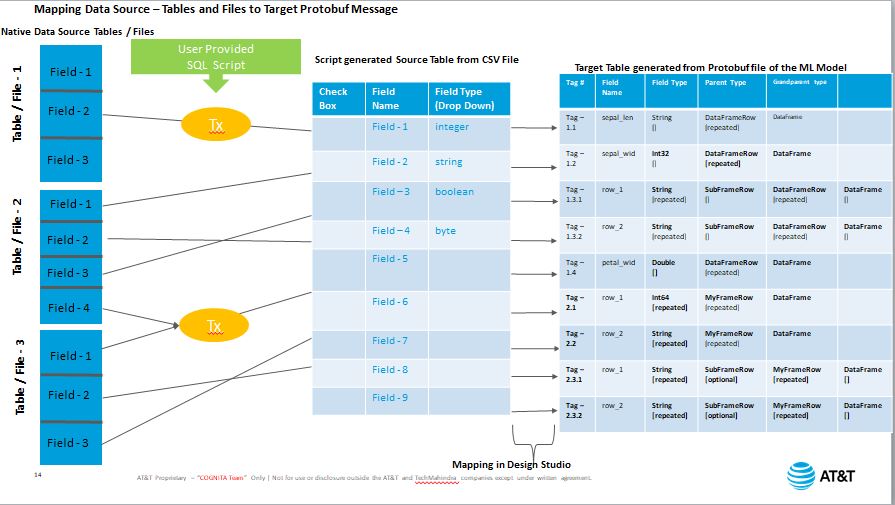 Mapping Data Source – Tables and Files to Target Protobuf Message
Native Data Source Tables / Files
User Provided
SQL Script
Script generated Source Table from CSV File
Target Table generated from Protobuf file of the ML Model
Table / File - 1
Field - 1
Field - 2
Field - 3
Table / File - 2
Field - 1
Field - 2
Field - 3
Field - 4
Table / File - 3
Field - 1
Field - 2
Field - 3
Tx
Tx
Check Box | Field Name | Field Type (Drop Down)
Field - 1 integer
Field - 2 string
Field – 3 boolean
Field – 4 byte
Field - 5
Field - 6
Field - 7
Field - 8
Field - 9
Tag # | Field Name | Field Type | Parent Type | Grandparent type
Tag – 1.1 sepal_len String [] DataFrameRow [repeated] DataFrame
Tag – 1.2 sepal_wid Int32 [] DataFrameRow [repeated] DataFrame
Tag – 1.3.1 row_1 String [repeated] SubFrameRow [] DataFrameRow [repeated] DataFrame []
Tag – 1.3.2 row_2 String [repeated] SubFrameRow [] DataFrameRow [repeated] DataFrame []
Tag – 1.4 petal_wid Double [] DataFrameRow [repeated] DataFrame
Tag – 2.1 row_1 Int64 [repeated] MyFrameRow [repeated] DataFrame
Tag – 2.2 row_2 String [repeated] MyFrameRow [repeated] DataFrame
Tag – 2.3.1 row_1 String [repeated] SubFrameRow [optional] MyFrameRow [repeated] DataFrame []
Tag – 2.3.2 row_2 String [repeated] SubFrameRow [optional] MyFrameRow [repeated] DataFrame []
Mapping in Design Studio
14
AT&T Proprietary – "COGNITA Team" Only | Not for use or disclosure outside the AT&T and TechMahindra companies except under written agreement.
AT&T